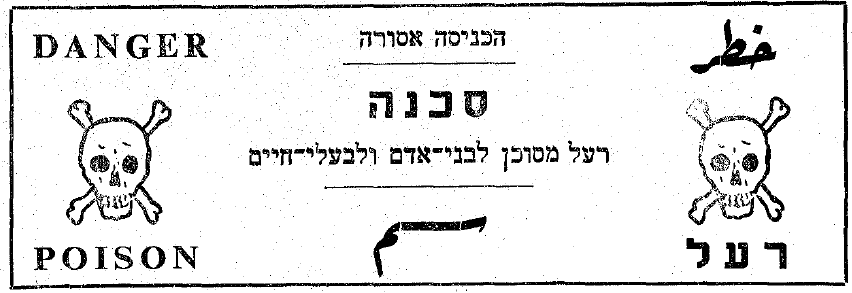 DANGER
הכניסה אסורה
خطر
סכנה
רעל מסוכן לבני־אדם ולבעלי־חיים
سم
POISON
רעל